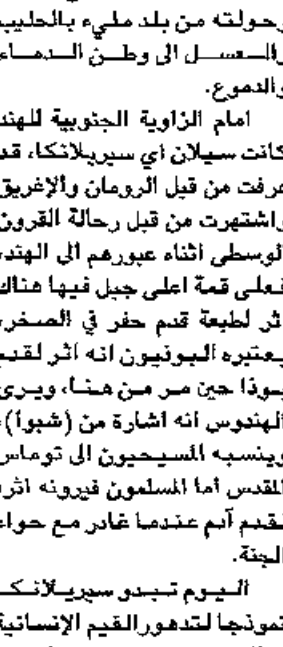 وحولته من بلد مليء بالحليب
والعسل الى وطن الدماء
والدموع.
امام الزاوية الجنوبية للهند
كانت سيلان اي سيريلانكا، قد
عرفت من قبل الرومان والإغريق
واشتهرت من قبل رحالة القرون
الوسطى اثناء عبورهم الى الهند،
فعلى قمة اعلى جبل فيها هناك
اثر لطبعة قدم حفر في الصخر،
يعتبره البوذيون انه اثر لقدم
بوذا حين مر من هنا، ويرى
الهندوس انه اشارة من (شيوا)،
وينسبه المسيحيون الى توماس
المقدس أما المسلمون فيرونه اثرا
لقدم آدم عندما غادر مع حواء
الجنة.
اليوم تبدو سيريلانكا
نموذجا لتدهور القيم الإنسانية